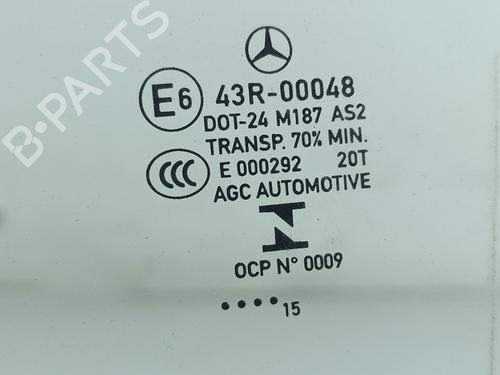 B-PARTS
E6 43R-00048
DOT-24 M187 AS2
TRANSP. 70% MIN.
CCC E 000292 20T
AGC AUTOMOTIVE
OCP N° 0009
•••• 15